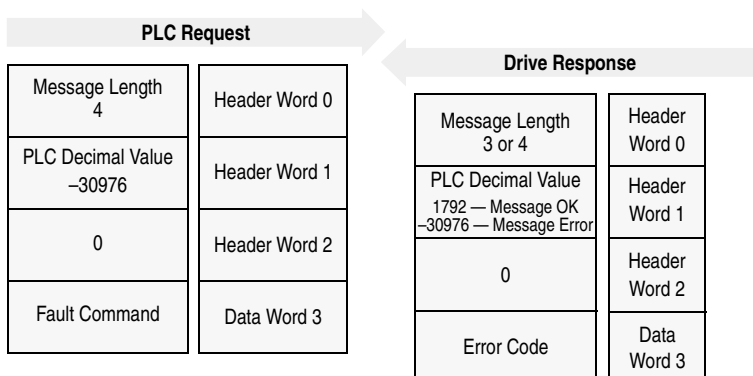 PLC Request
Message Length
4
Header Word 0
PLC Decimal Value
–30976
Header Word 1
0
Header Word 2
Fault Command
Data Word 3
Drive Response
Message Length
3 or 4
Header
Word 0
PLC Decimal Value
1792 — Message OK
–30976 — Message Error
Header
Word 1
0
Header
Word 2
Error Code
Data
Word 3